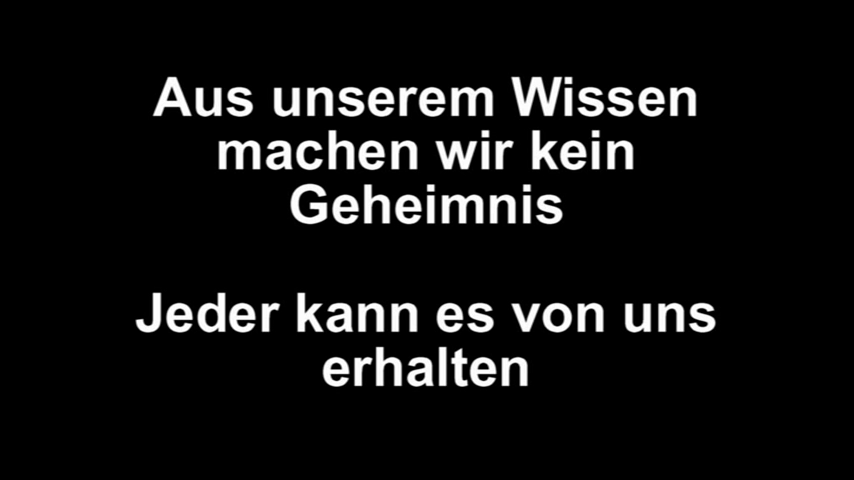 Aus unserem Wissen
machen wir kein
Geheimnis
Jeder kann es von uns
erhalten